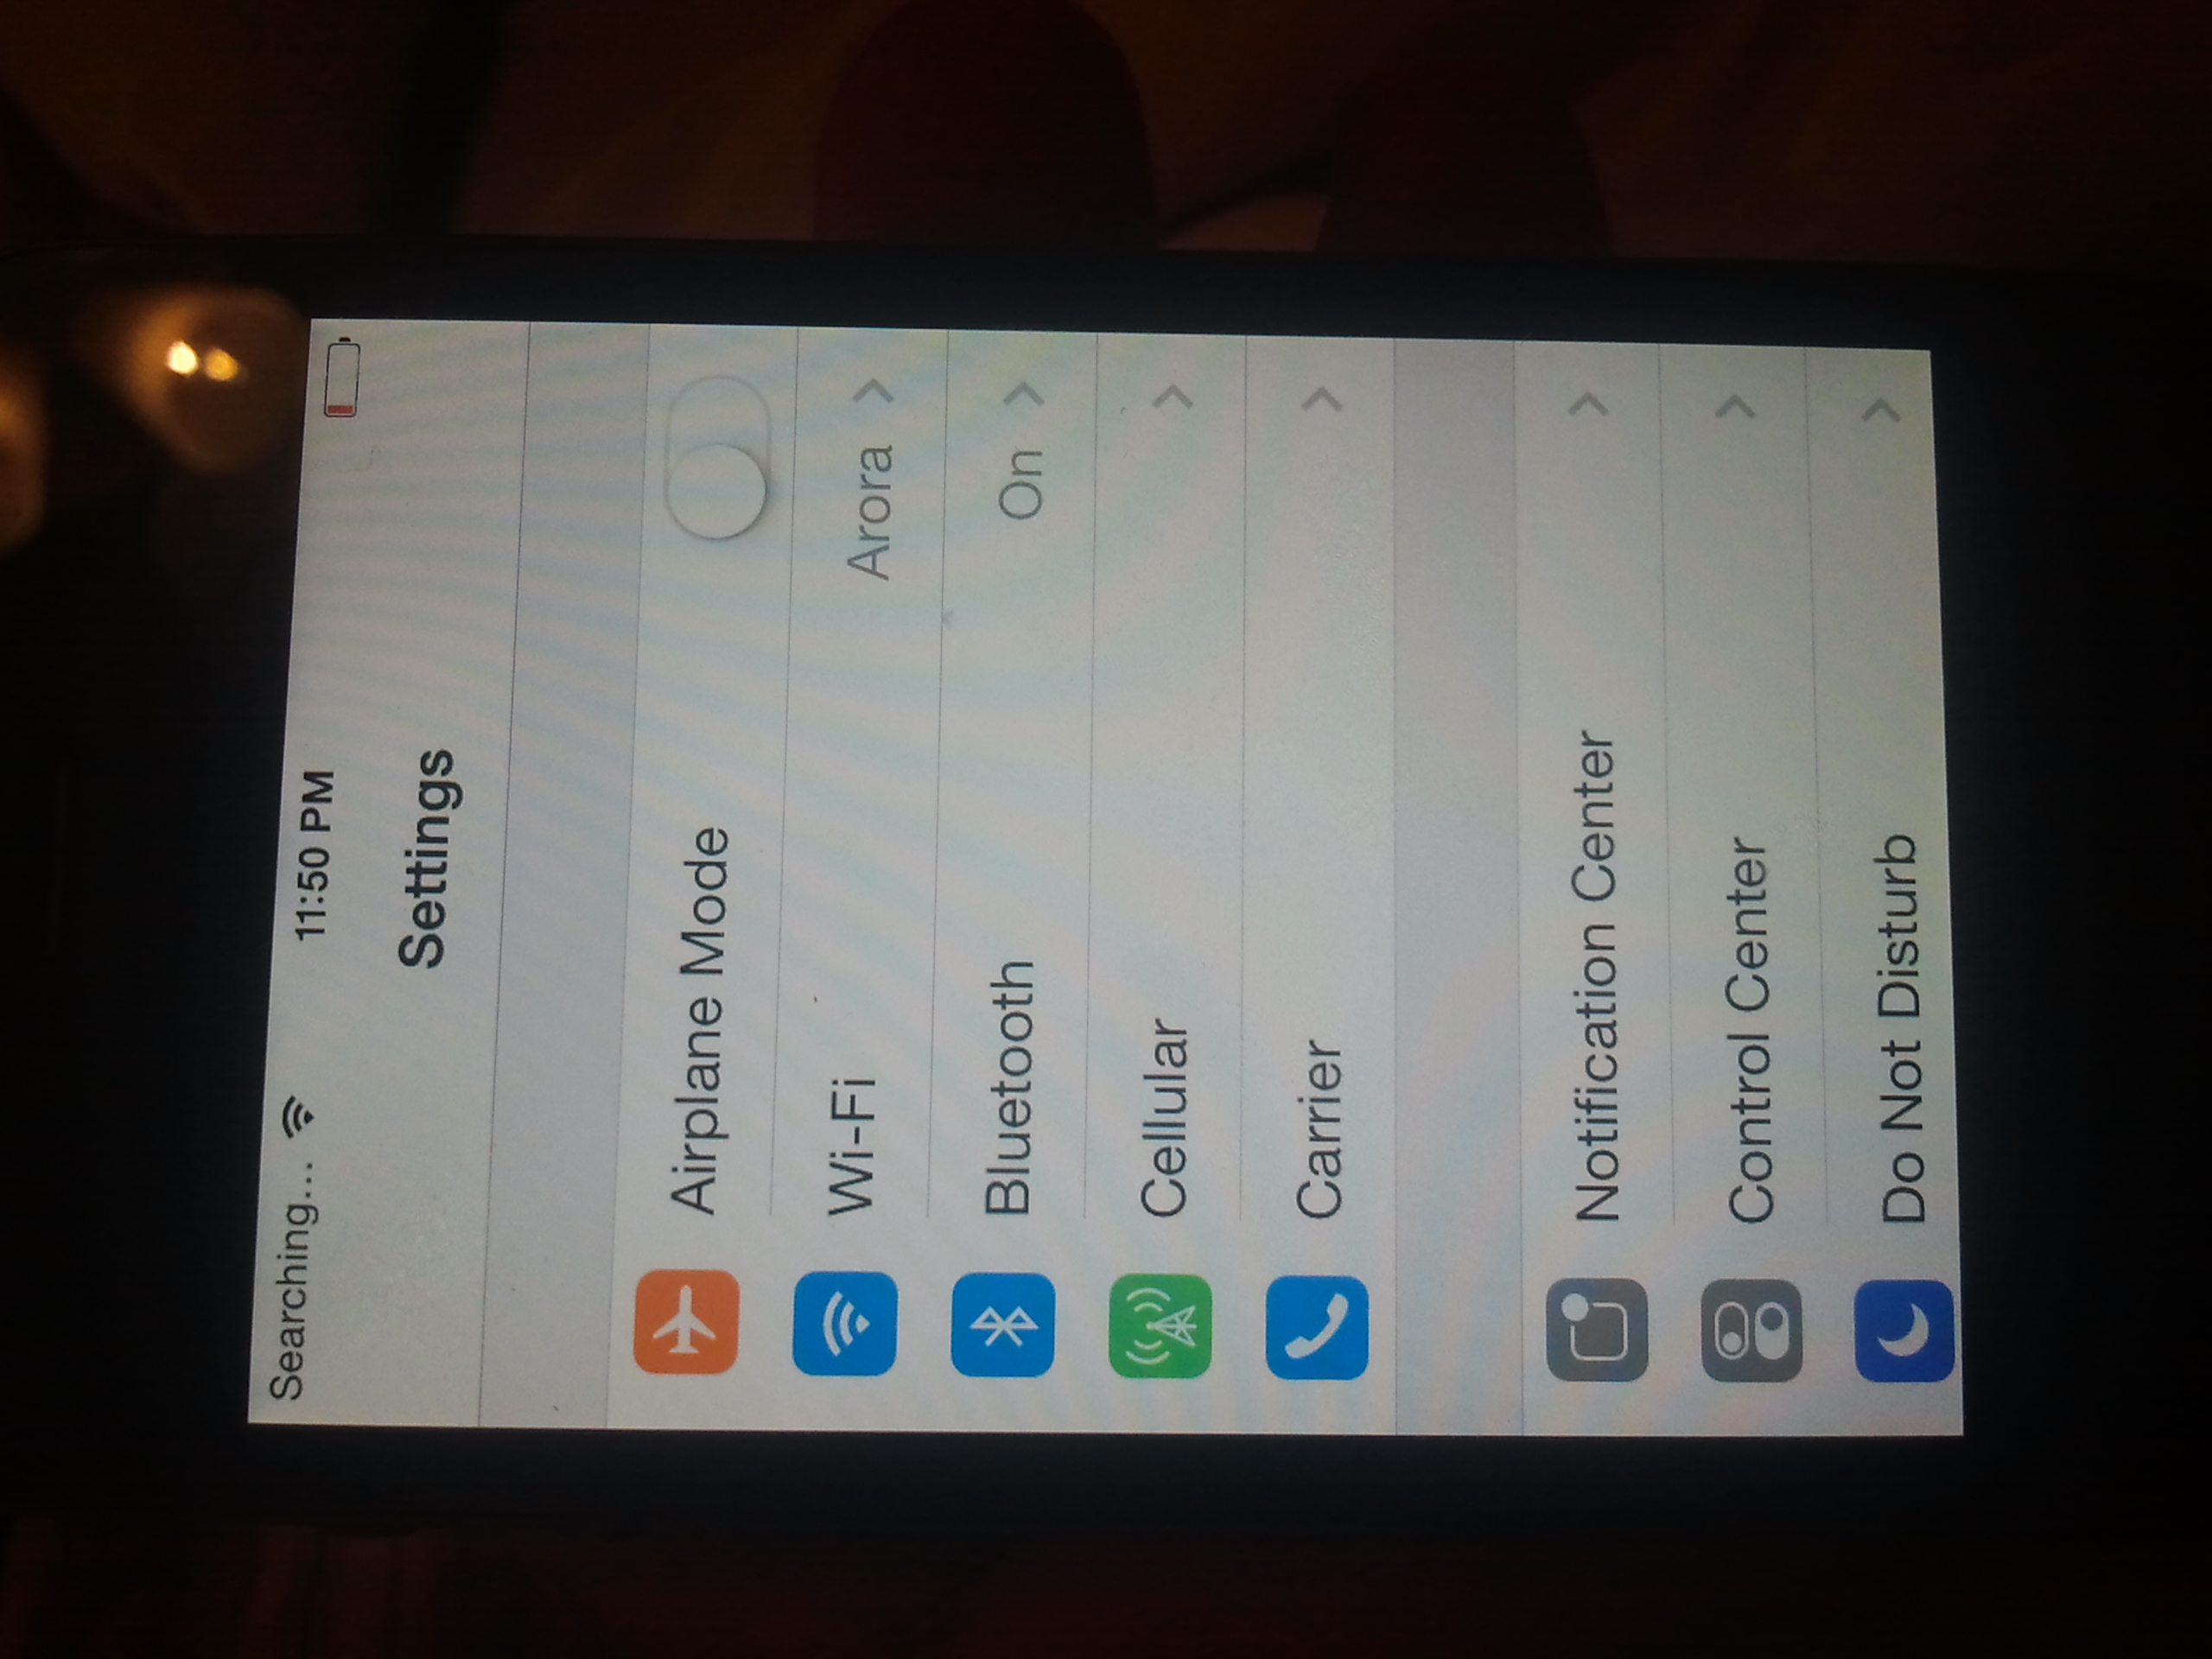 Searching... 11:50 PM
Settings
Airplane Mode
Wi-Fi Arora
Bluetooth On
Cellular
Carrier
Notification Center
Control Center
Do Not Disturb